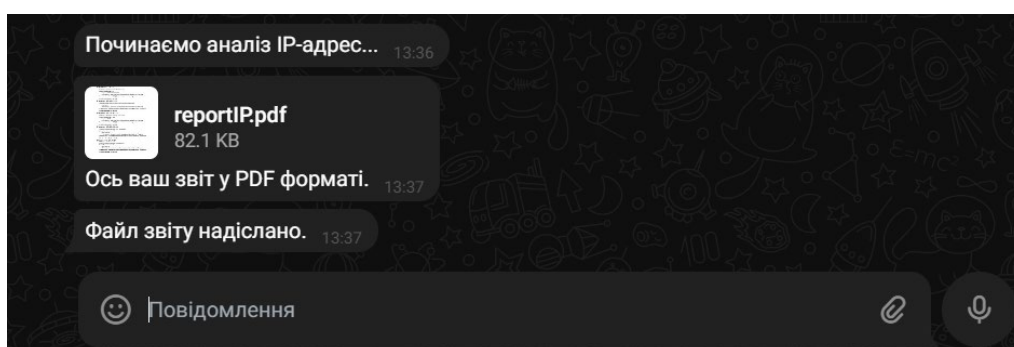 Починаємо аналіз IP-адрес... 13:36
reportIP.pdf
82.1 KB
Ось ваш звіт у PDF форматі. 13:37
Файл звіту надіслано. 13:37
Повідомлення